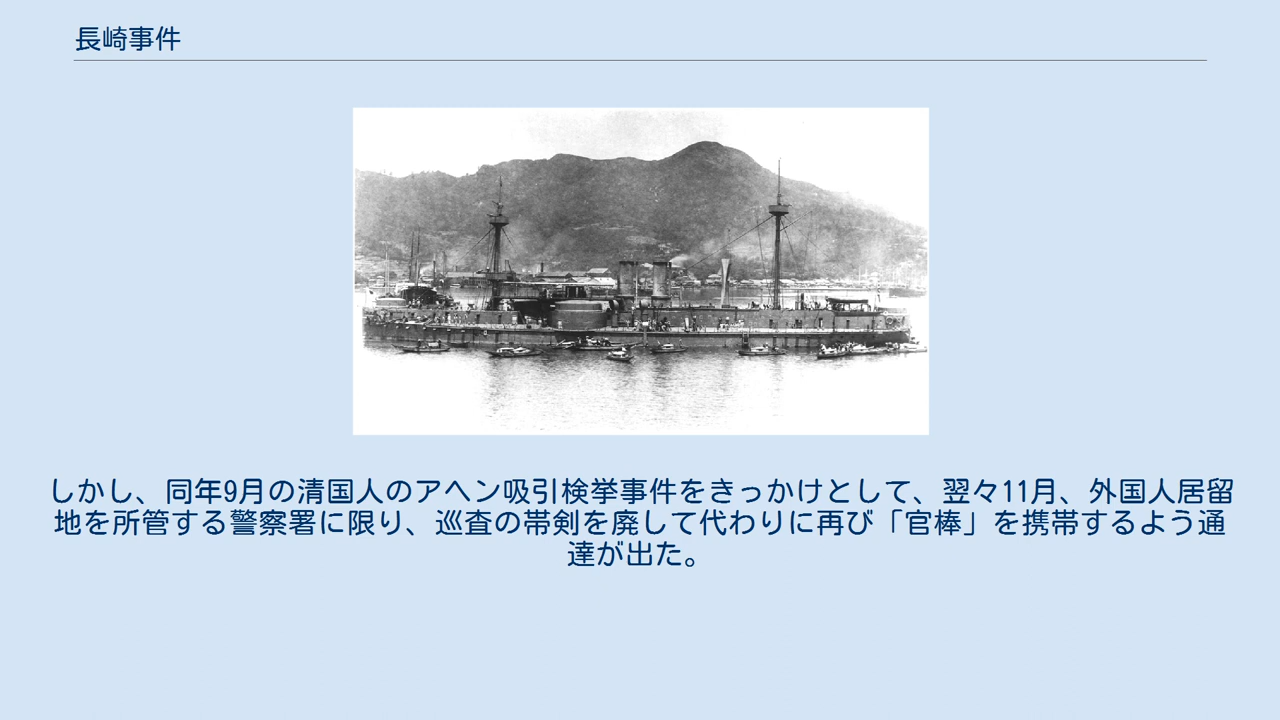 長崎事件
しかし、同年9月の清国人のアヘン吸引検挙事件をきっかけとして、翌々11月、外国人居留
地を所管する警察署に限り、巡査の帯剣を廃して代わりに再び「官棒」を携帯するよう通
達が出た。